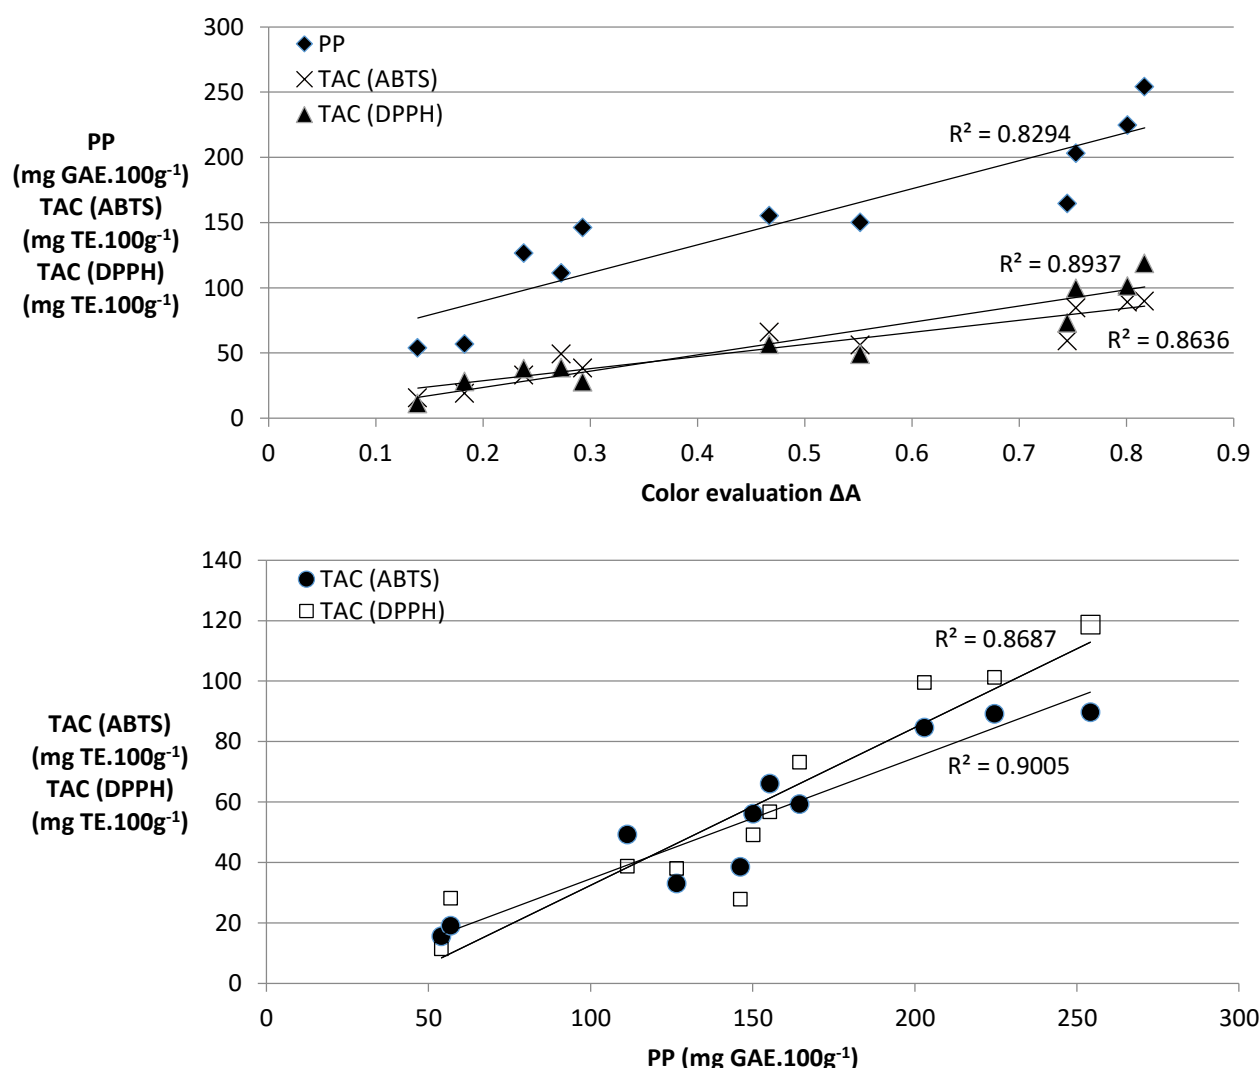 300
250
200
150
100
50
0
PP
TAC (ABTS)
TAC (DPPH)
PP
(mg GAE.100g⁻¹)
TAC (ABTS)
(mg TE.100g⁻¹)
TAC (DPPH)
(mg TE.100g⁻¹)
R² = 0.8294
R² = 0.8937
R² = 0.8636
0 0.1 0.2 0.3 0.4 0.5 0.6 0.7 0.8 0.9
Color evaluation ΔA
140
120
100
80
60
40
20
0
TAC (ABTS)
TAC (DPPH)
TAC (ABTS)
(mg TE.100g⁻¹)
TAC (DPPH)
(mg TE.100g⁻¹)
R² = 0.8687
R² = 0.9005
0 50 100 150 200 250 300
PP (mg GAE.100g⁻¹)